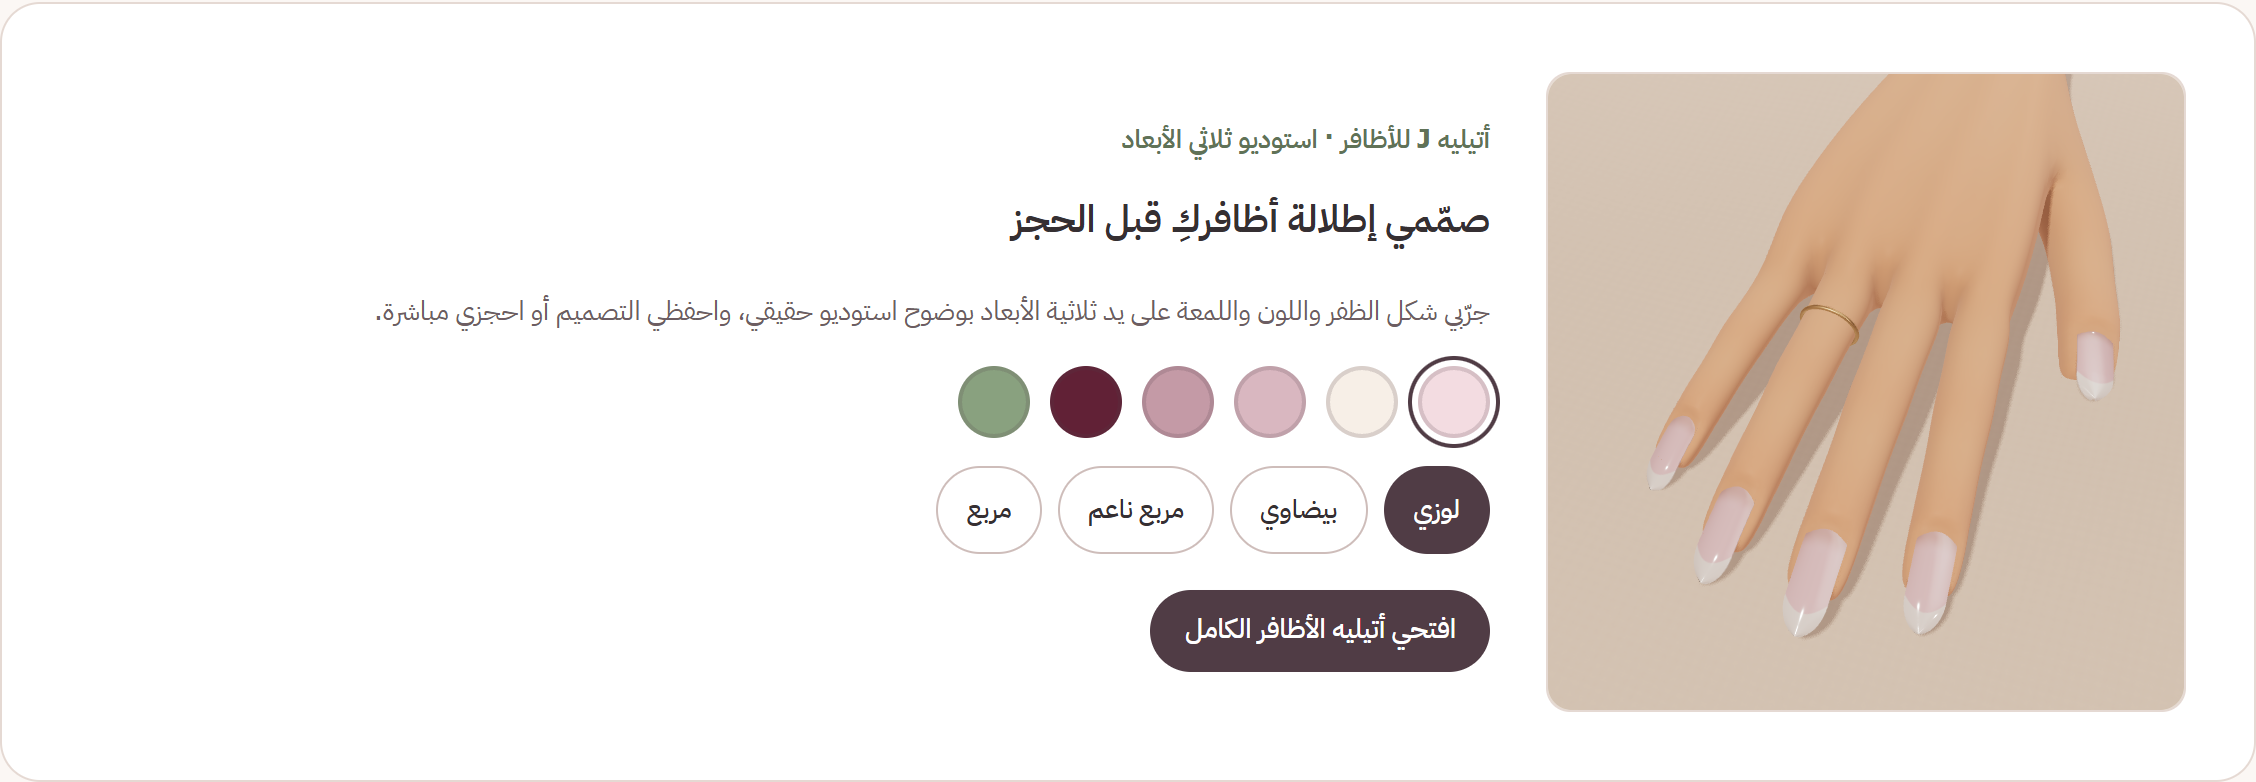 أتيليه J للأظافر · استوديو ثلاثي الأبعاد
صمّمي إطلالة أظافركِ قبل الحجز
جرّبي شكل الظفر واللون واللمعة على يد ثلاثية الأبعاد بوضوح استوديو حقيقي، واحفظي التصميم أو احجزي مباشرة.
لوزي
بيضاوي
مربع ناعم
مربع
افتحي أتيليه الأظافر الكامل